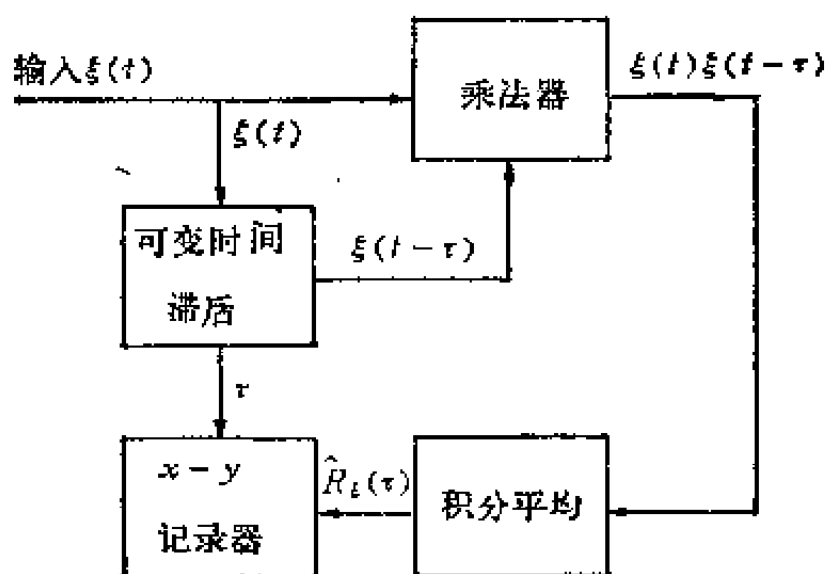 输入ξ(t)
乘法器
ξ(t)ξ(t-τ)
ξ(t)
可变时间
滞后
ξ(t-τ)
τ
x-y
记录器
R̂ξ(τ)
积分平均